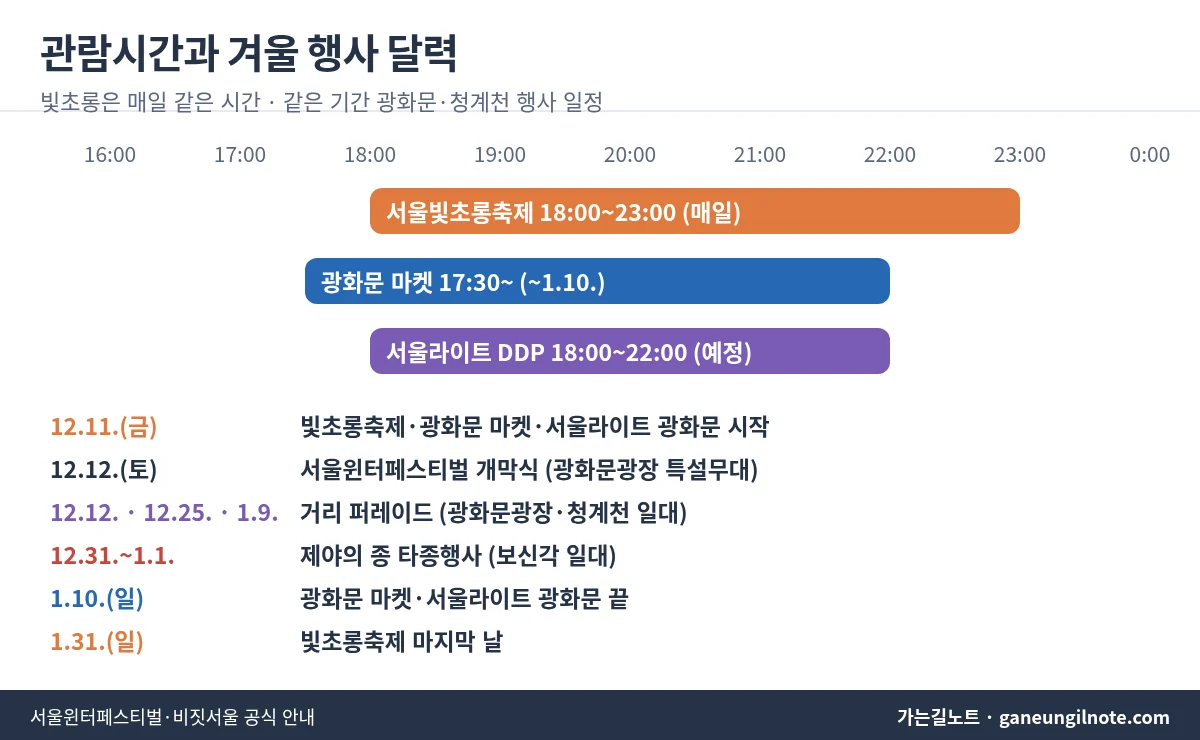 관람시간과 겨울 행사 달력
빛초롱은 매일 같은 시간 · 같은 기간 광화문·청계천 행사 일정
16:00 17:00 18:00 19:00 20:00 21:00 22:00 23:00 0:00
서울빛초롱축제 18:00~23:00 (매일)
광화문 마켓 17:30~ (~1.10.)
서울라이트 DDP 18:00~22:00 (예정)
12.11.(금) 빛초롱축제·광화문 마켓·서울라이트 광화문 시작
12.12.(토) 서울윈터페스티벌 개막식 (광화문광장 특설무대)
12.12. · 12.25. · 1.9. 거리 퍼레이드 (광화문광장·청계천 일대)
12.31.~1.1. 제야의 종 타종행사 (보신각 일대)
1.10.(일) 광화문 마켓·서울라이트 광화문 끝
1.31.(일) 빛초롱축제 마지막 날
서울윈터페스티벌·비짓서울 공식 안내
가는길노트 · ganeungilnote.com